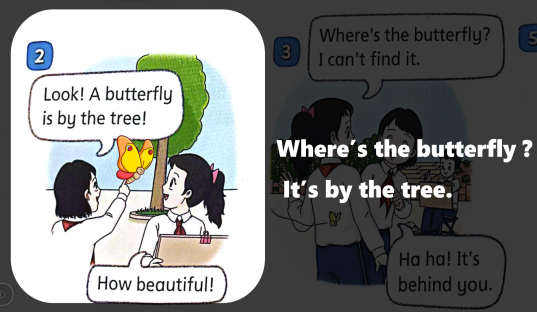 2
Look! A butterfly
is by the tree!
How beautiful!
3
Where's the butterfly?
I can't find it.
Where's the butterfly ?
It's by the tree.
Ha ha! It's
behind you.
5